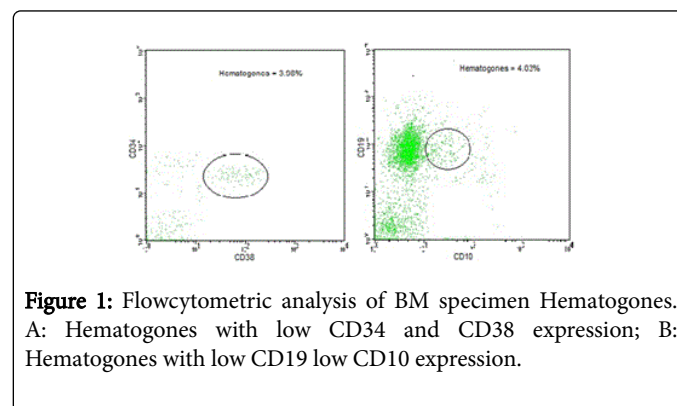 Hematogones = 3.98%
Hematogones = 4.03%
CD34
CD38
CD19
CD10
Figure 1: Flowcytometric analysis of BM specimen Hematogones.
A: Hematogones with low CD34 and CD38 expression; B:
Hematogones with low CD19 low CD10 expression.